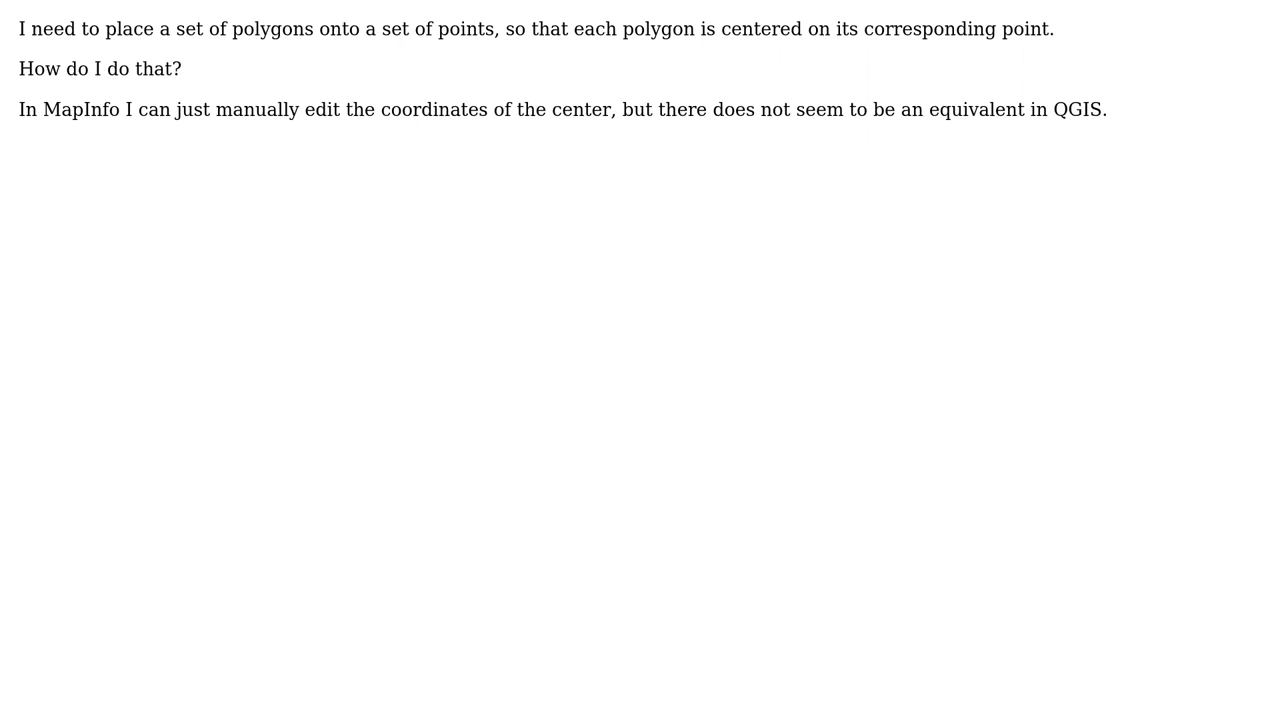 I need to place a set of polygons onto a set of points, so that each polygon is centered on its corresponding point.
How do I do that?
In MapInfo I can just manually edit the coordinates of the center, but there does not seem to be an equivalent in QGIS.